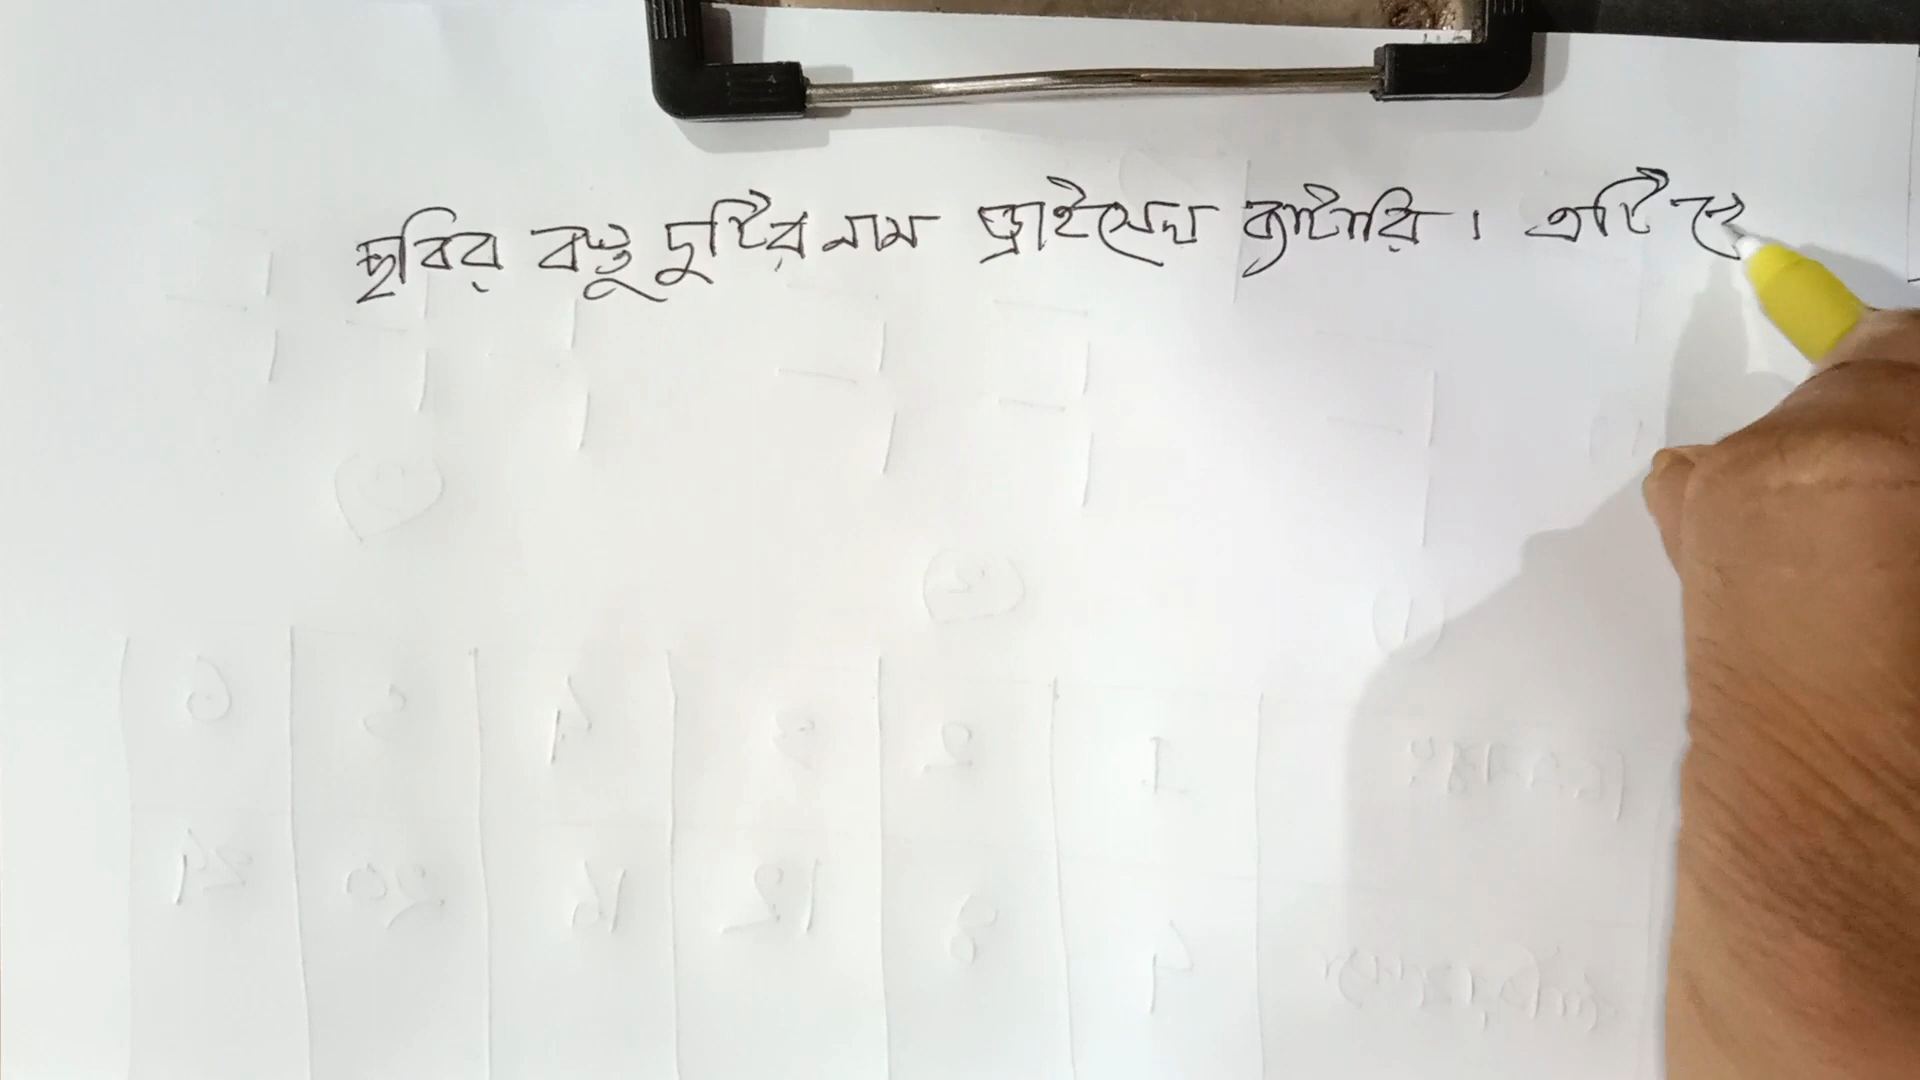 ছবির বস্তু দুটির নাম ড্রাইসেল ব্যাটারি। এটি